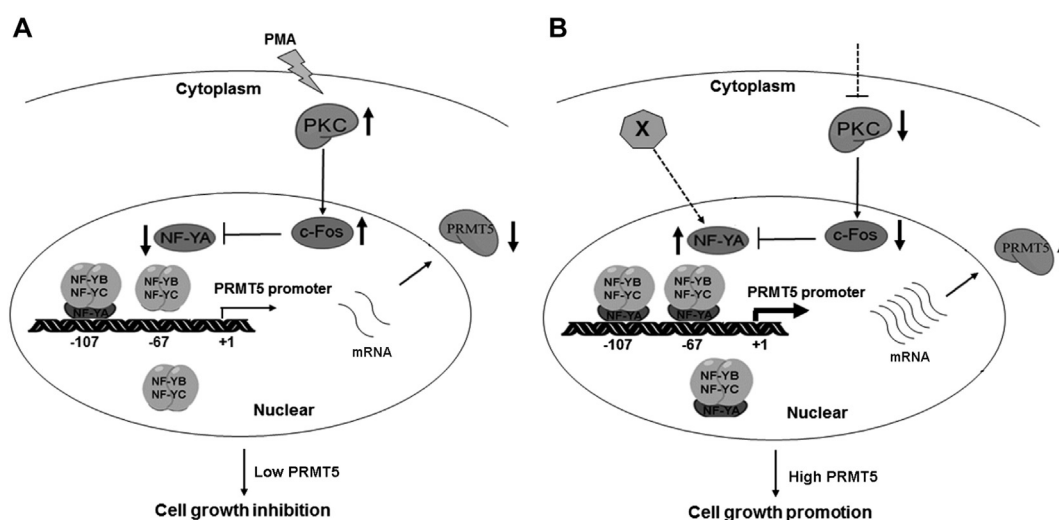 A
PMA
Cytoplasm
PKC
NF-YA
c-Fos
PRMT5
NF-YB
NF-YC
NF-YA
NF-YB
NF-YC
PRMT5 promoter
-107
-67
+1
mRNA
NF-YB
NF-YC
Nuclear
Low PRMT5
Cell growth inhibition
B
Cytoplasm
X
PKC
NF-YA
c-Fos
PRMT5
NF-YB
NF-YC
NF-YA
NF-YB
NF-YC
NF-YA
PRMT5 promoter
-107
-67
+1
mRNA
NF-YB
NF-YC
NF-YA
Nuclear
High PRMT5
Cell growth promotion